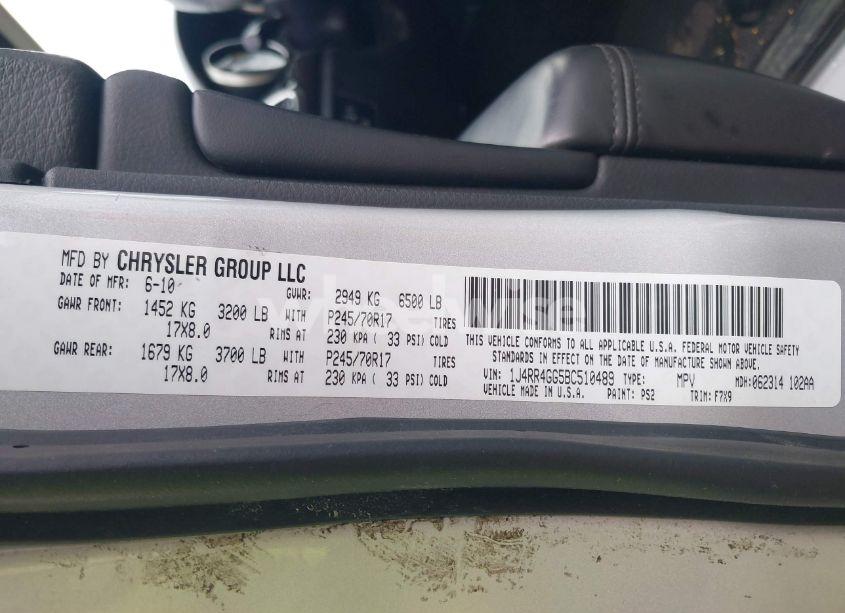 MFD BY CHRYSLER GROUP LLC
DATE OF MFR: 6-10 GVWR: 2949 KG 6500 LB
GAWR FRONT: 1452 KG 3200 LB WITH P245/70R17 TIRES
17X8.0 RIMS AT 230 KPA ( 33 PSI) COLD
GAWR REAR: 1679 KG 3700 LB WITH P245/70R17 TIRES
17X8.0 RIMS AT 230 KPA ( 33 PSI) COLD
THIS VEHICLE CONFORMS TO ALL APPLICABLE U.S.A. FEDERAL MOTOR VEHICLE SAFETY
STANDARDS IN EFFECT ON THE DATE OF MANUFACTURE SHOWN ABOVE.
VIN: 1J4RR4GG5BC510489 TYPE: MPV MDH:062314 102AA
VEHICLE MADE IN U.S.A. PAINT: PS2 TRIM: F7X9